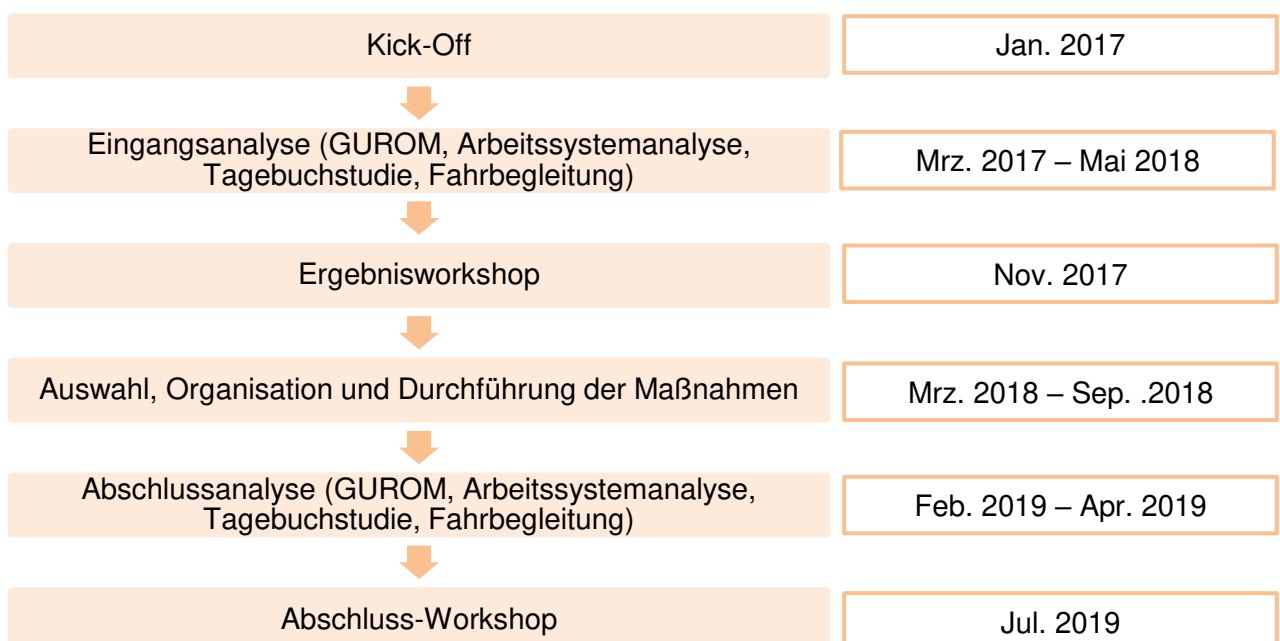 Kick-Off
Jan. 2017
Eingangsanalyse (GUROM, Arbeitssystemanalyse,
Tagebuchstudie, Fahrbegleitung)
Mrz. 2017 – Mai 2018
Ergebnisworkshop
Nov. 2017
Auswahl, Organisation und Durchführung der Maßnahmen
Mrz. 2018 – Sep. .2018
Abschlussanalyse (GUROM, Arbeitssystemanalyse,
Tagebuchstudie, Fahrbegleitung)
Feb. 2019 – Apr. 2019
Abschluss-Workshop
Jul. 2019